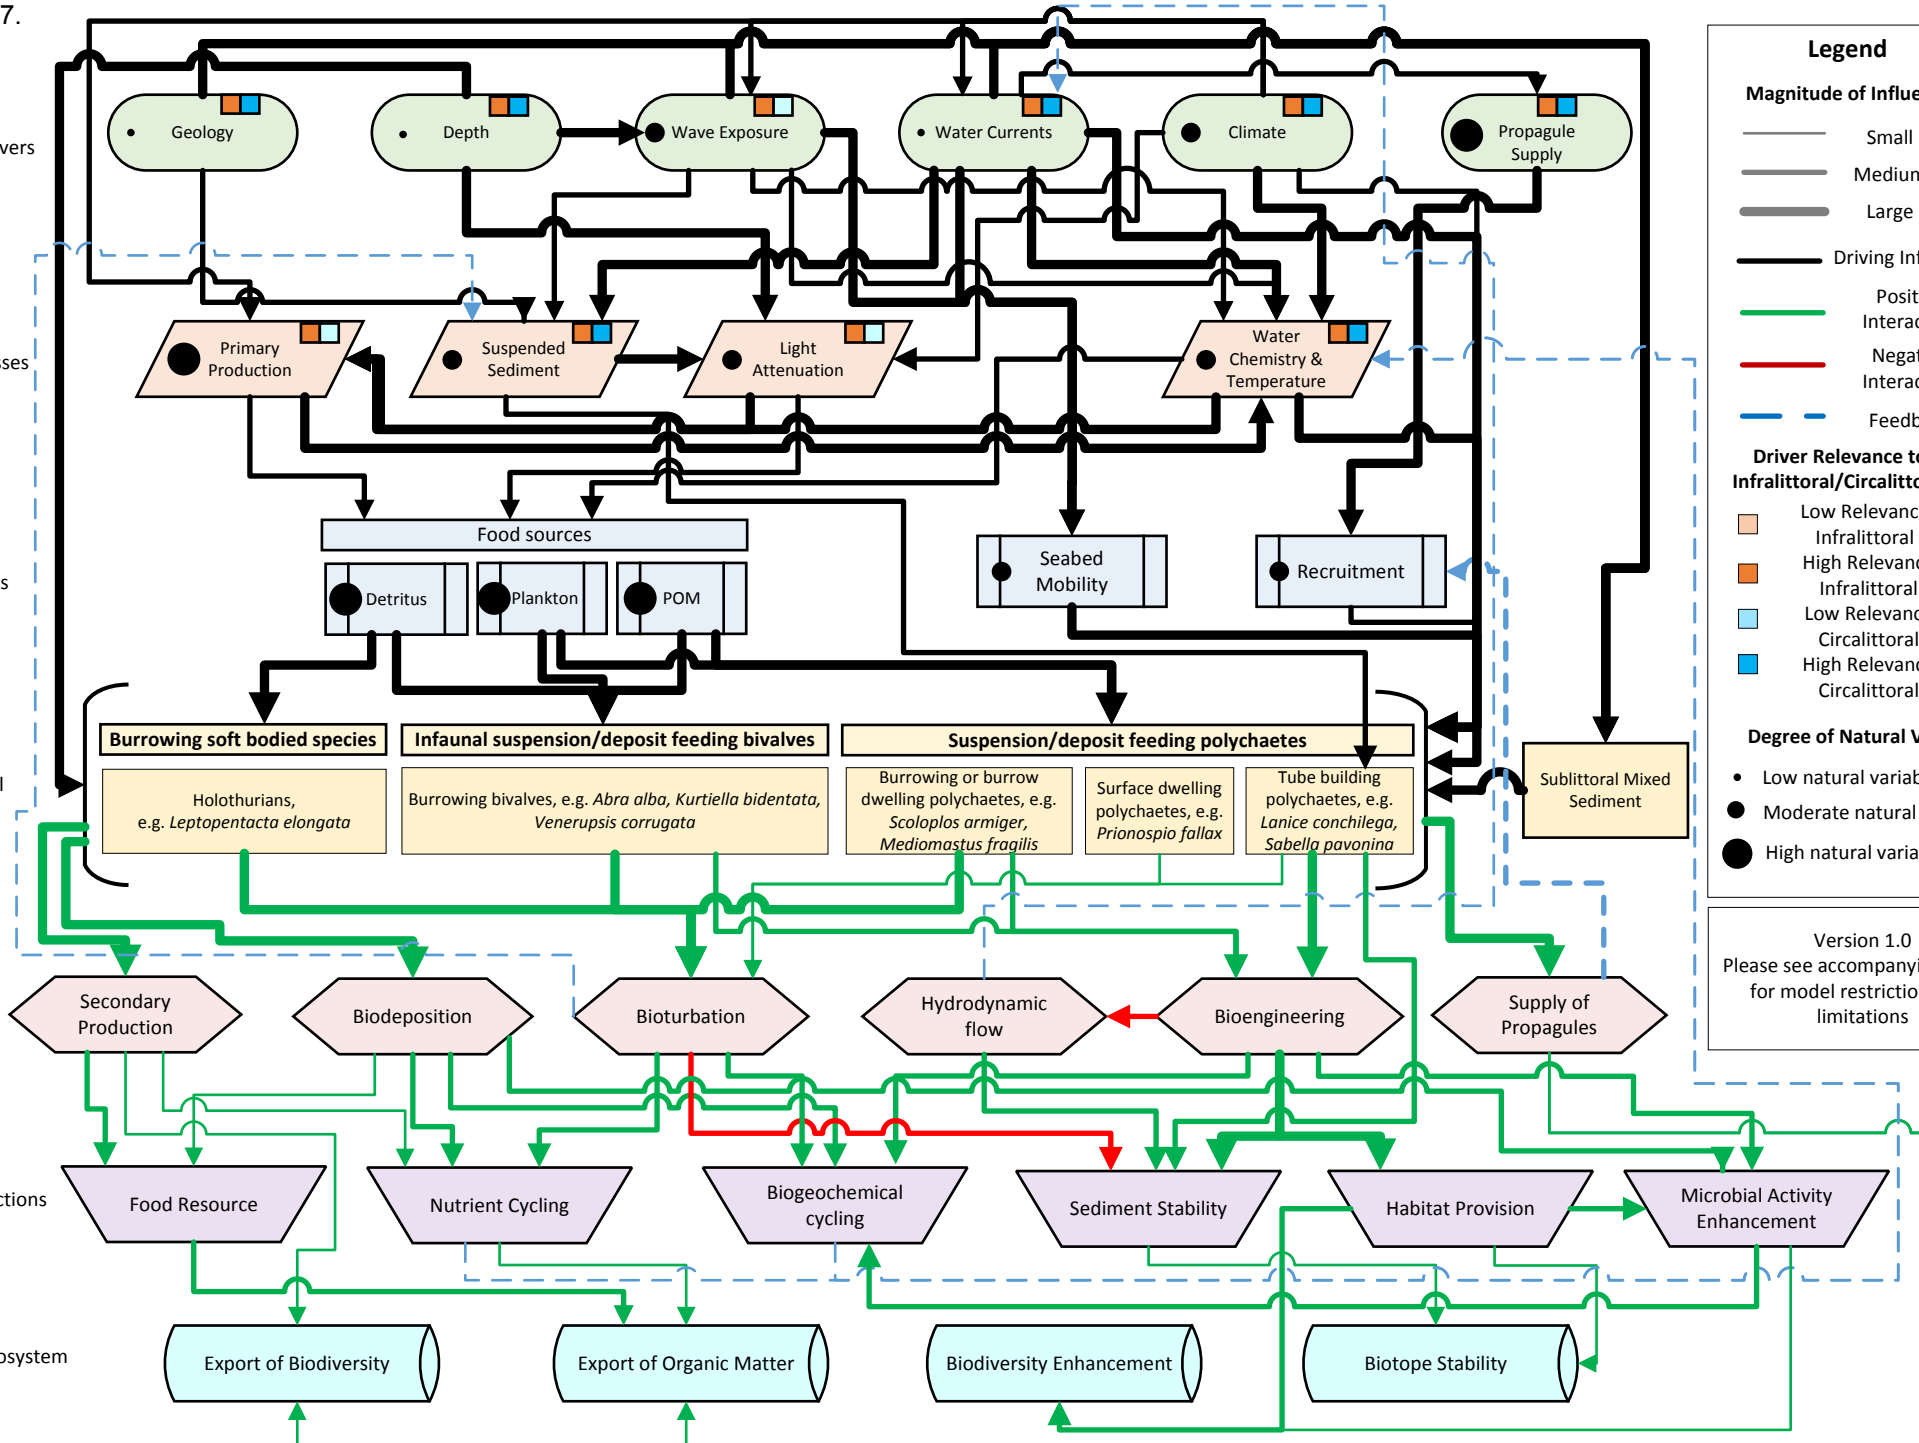 7.
vers
Geology
Depth
Wave Exposure
Water Currents
Climate
Propagule
Supply
sses
Primary
Production
Suspended
Sediment
Light
Attenuation
Water
Chemistry &
Temperature
s
Food sources
Detritus
Plankton
POM
Seabed
Mobility
Recruitment
l
Burrowing soft bodied species
Infaunal suspension/deposit feeding bivalves
Suspension/deposit feeding polychaetes
Holothurians,
e.g. Leptopentacta elongata
Burrowing bivalves, e.g. Abra alba, Kurtiella bidentata,
Venerupsis corrugata
Burrowing or burrow
dwelling polychaetes, e.g.
Scoloplos armiger,
Mediomastus fragilis
Surface dwelling
polychaetes, e.g.
Prionospio fallax
Tube building
polychaetes, e.g.
Lanice conchilega,
Sabella pavonina
Sublittoral Mixed
Sediment
Secondary
Production
Biodeposition
Bioturbation
Hydrodynamic
flow
Bioengineering
Supply of
Propagules
ctions
Food Resource
Nutrient Cycling
Biogeochemical
cycling
Sediment Stability
Habitat Provision
Microbial Activity
Enhancement
osystem
Export of Biodiversity
Export of Organic Matter
Biodiversity Enhancement
Biotope Stability
Legend
Magnitude of Influe
Small
Mediun
Large
Driving Inf
Posit
Interac
Negat
Interac
Feedb
Driver Relevance to
Infralittoral/Circalitto
Low Relevanc
Infralittoral
High Relevanc
Infralittoral
Low Relevanc
Circalittoral
High Relevanc
Circalittoral
Degree of Natural V
Low natural variab
Moderate natural
High natural varia
Version 1.0
Please see accompanyi
for model restrictio
limitations